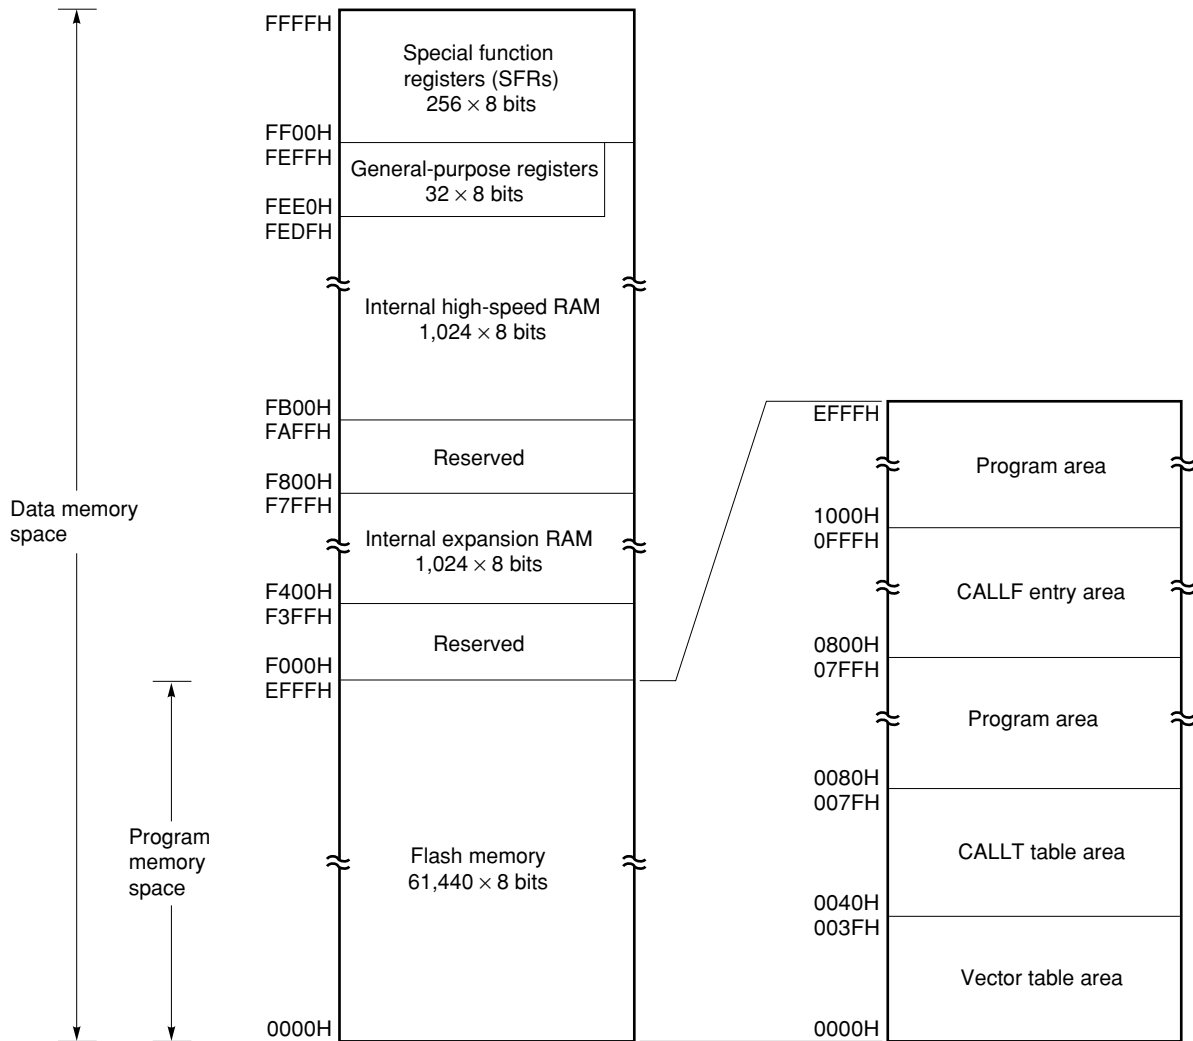 FFFFH
Special function
registers (SFRs)
256 × 8 bits
FF00H
FEFFH
General-purpose registers
32 × 8 bits
FEE0H
FEDFH
Internal high-speed RAM
1,024 × 8 bits
FB00H
FAFFH
Reserved
F800H
F7FFH
Data memory
space
Internal expansion RAM
1,024 × 8 bits
F400H
F3FFH
Reserved
F000H
EFFFH
Program
memory
space
Flash memory
61,440 × 8 bits
0000H
EFFFH
Program area
1000H
0FFFH
CALLF entry area
0800H
07FFH
Program area
0080H
007FH
CALLT table area
0040H
003FH
Vector table area
0000H